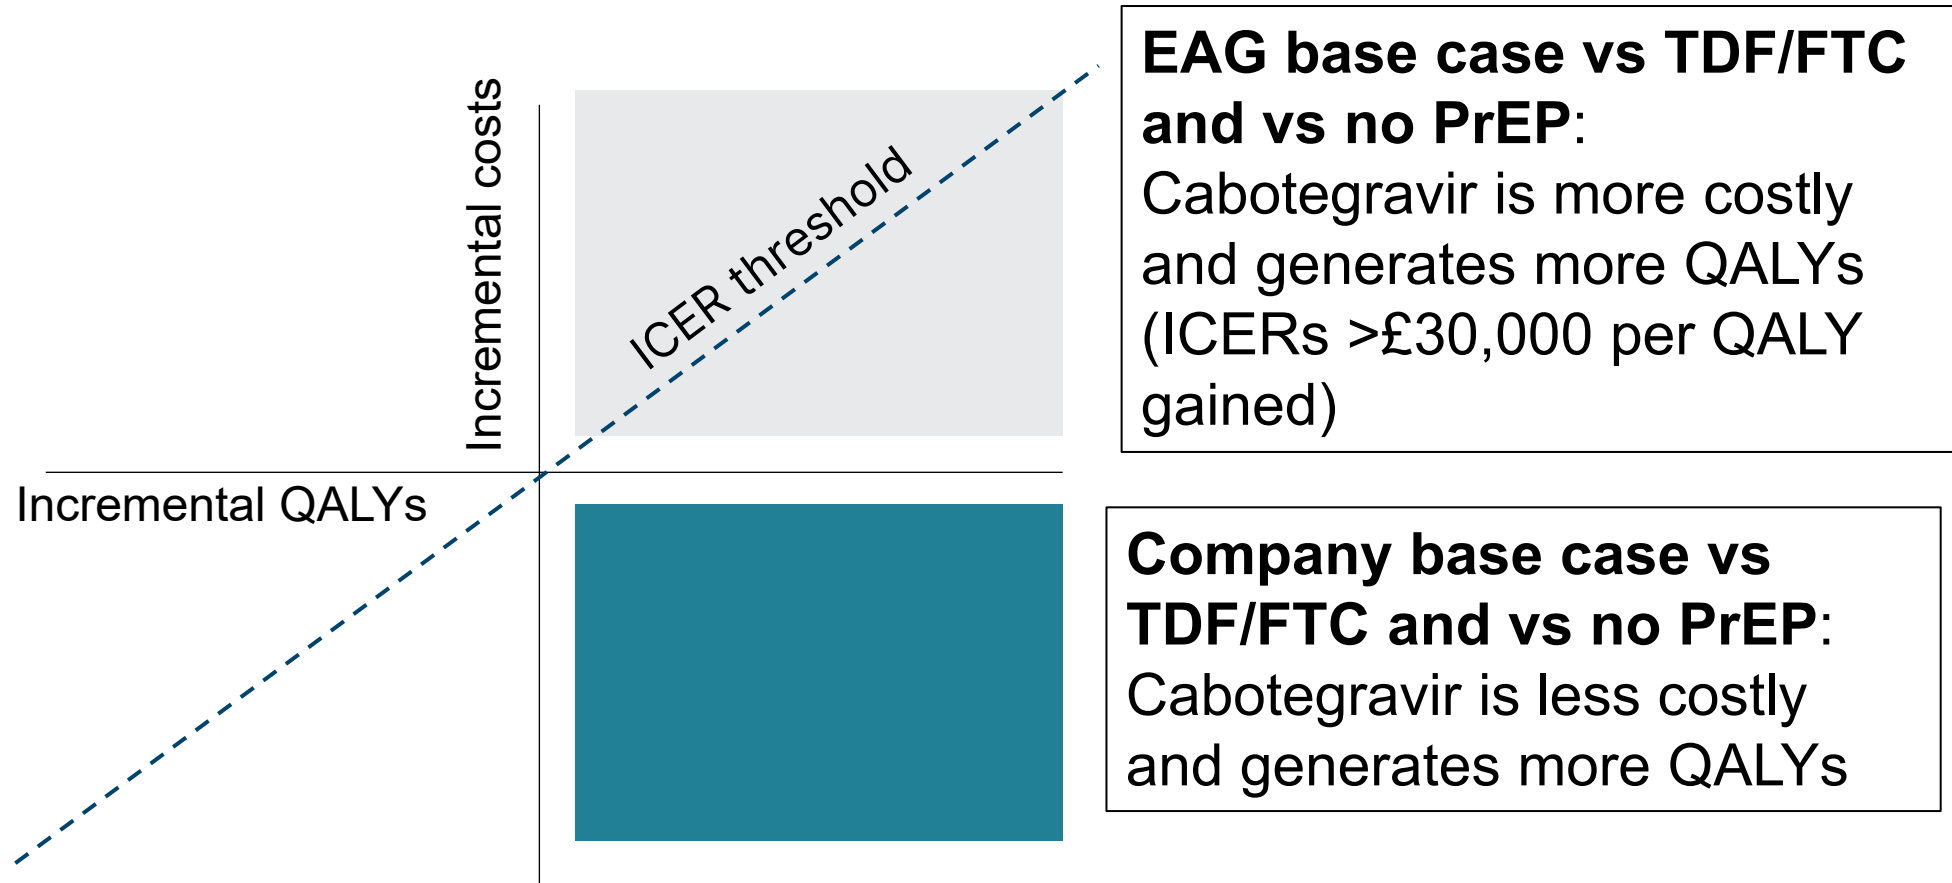 Incremental costs
ICER threshold
Incremental QALYs
EAG base case vs TDF/FTC
and vs no PrEP:
Cabotegravir is more costly
and generates more QALYs
(ICERs >£30,000 per QALY
gained)
Company base case vs
TDF/FTC and vs no PrEP:
Cabotegravir is less costly
and generates more QALYs